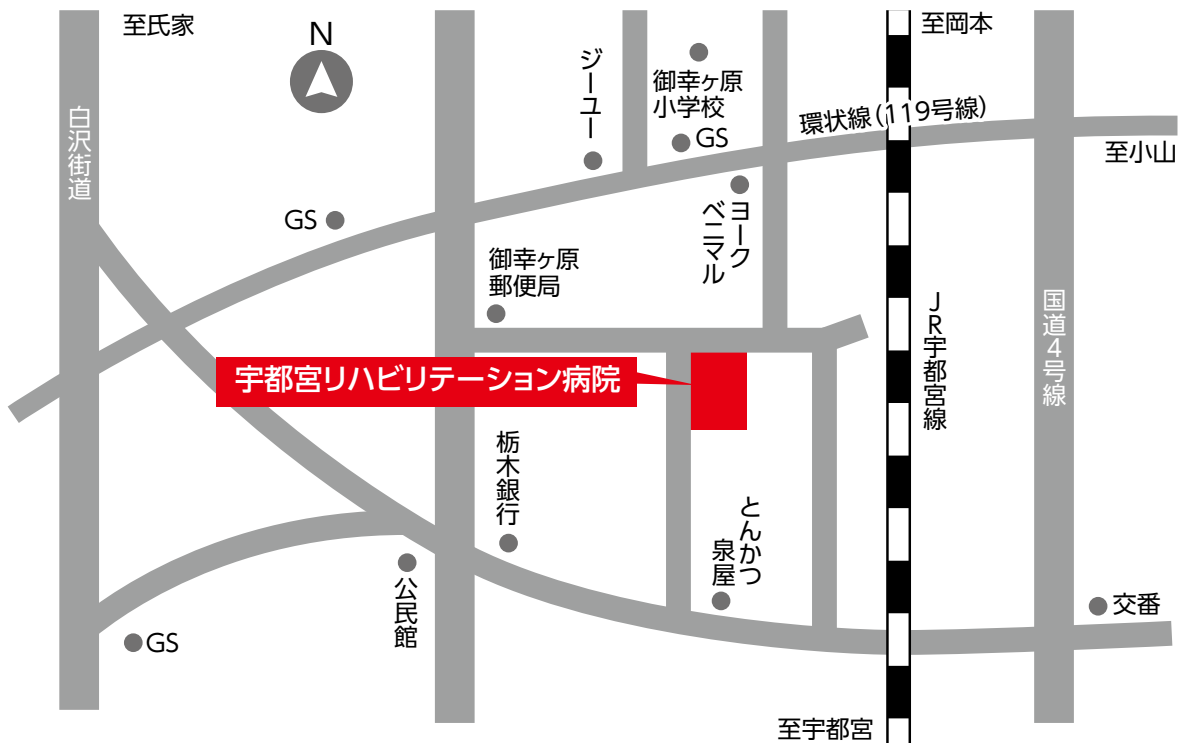 至氏家
N
至岡本
ジーユー
御幸ヶ原
小学校
GS
環状線（119号線）
至小山
白沢街道
GS
ヨーク
ベニマル
御幸ヶ原
郵便局
JR宇都宮線
国道4号線
宇都宮リハビリテーション病院
栃木銀行
とんかつ
泉屋
公民館
交番
GS
至宇都宮